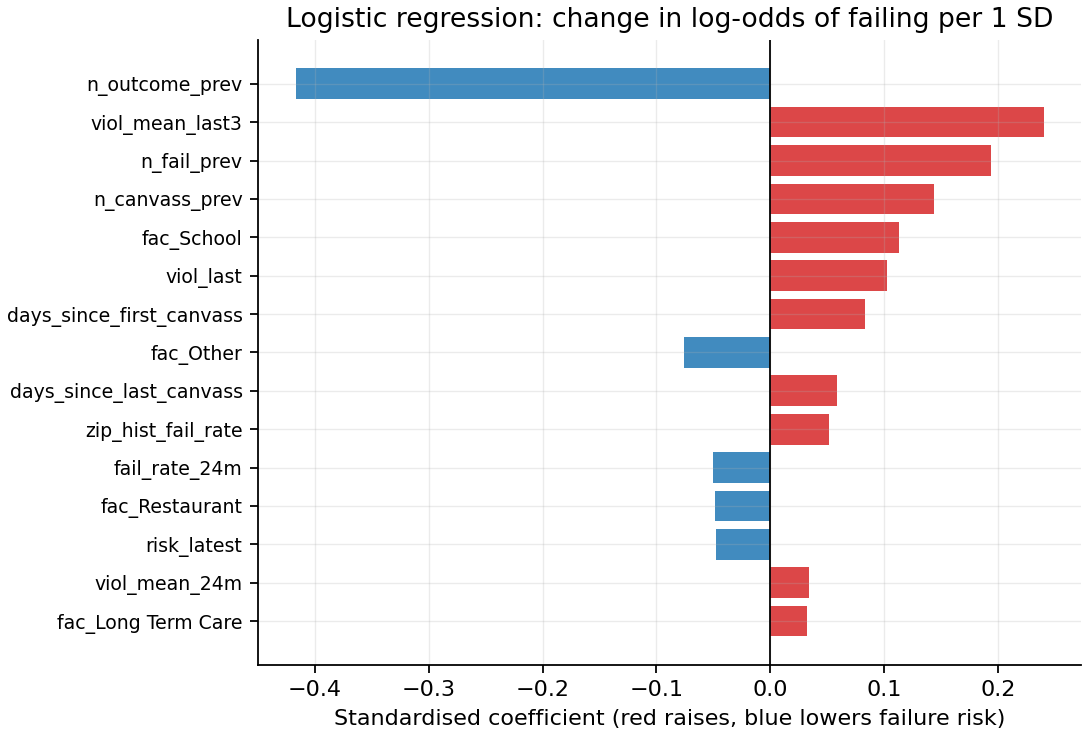 Logistic regression: change in log-odds of failing per 1 SD
n_outcome_prev
viol_mean_last3
n_fail_prev
n_canvass_prev
fac_School
viol_last
days_since_first_canvass
fac_Other
days_since_last_canvass
zip_hist_fail_rate
fail_rate_24m
fac_Restaurant
risk_latest
viol_mean_24m
fac_Long Term Care
−0.4 −0.3 −0.2 −0.1 0.0 0.1 0.2
Standardised coefficient (red raises, blue lowers failure risk)